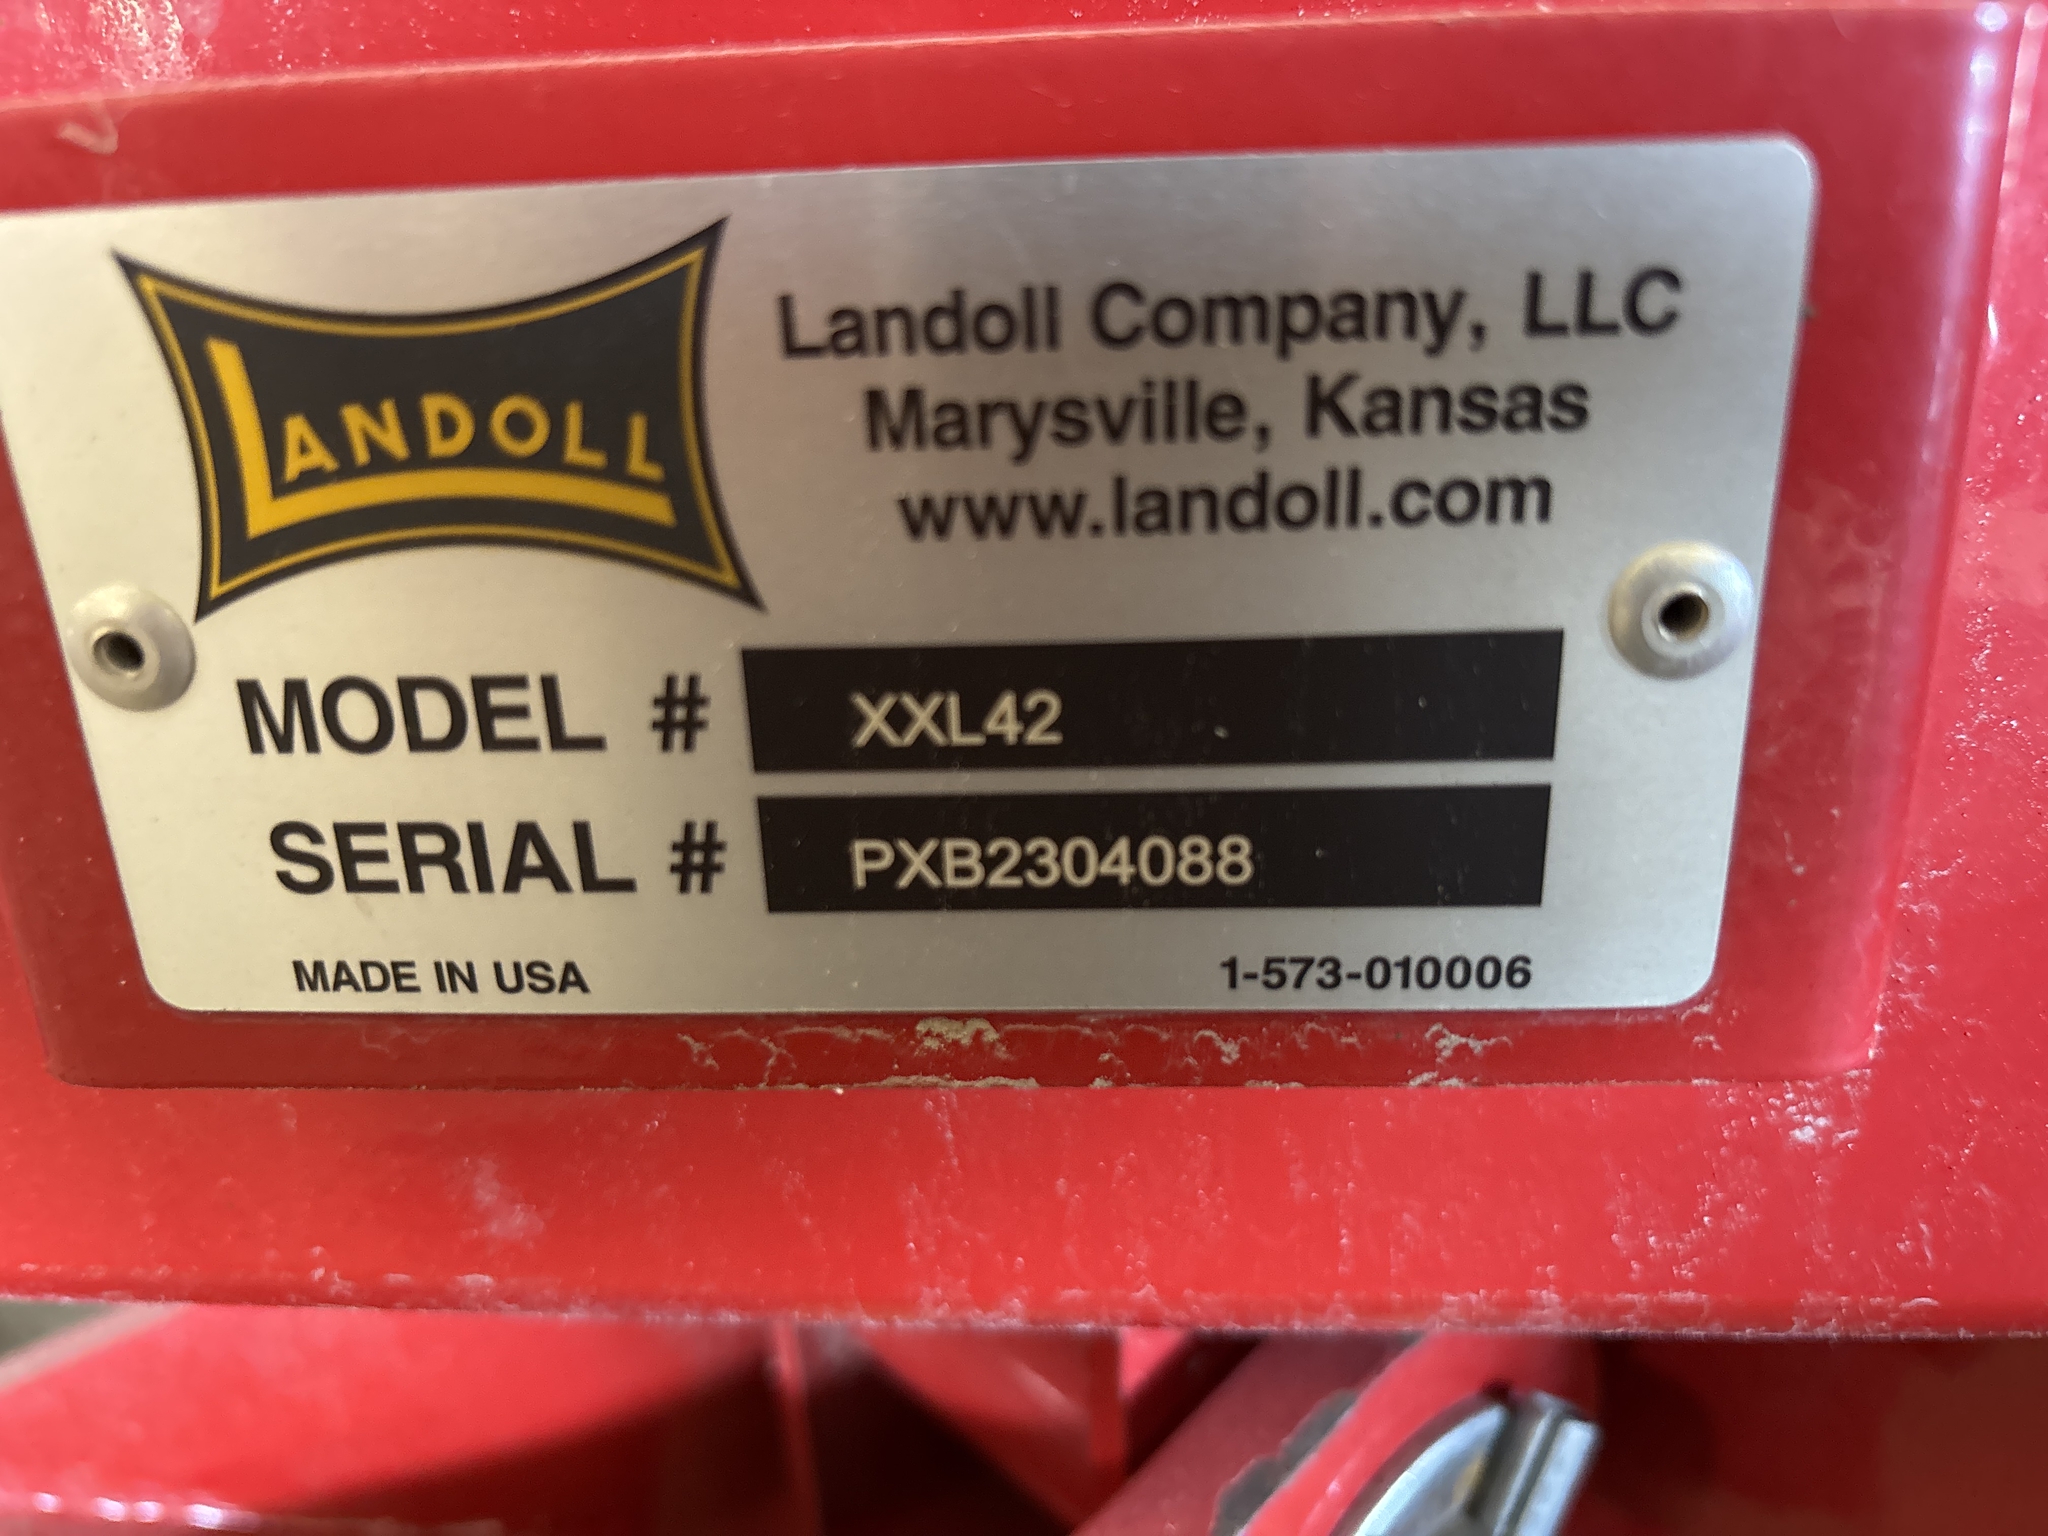 LANDOLL
Landoll Company, LLC
Marysville, Kansas
www.landoll.com
MODEL # XXL42
SERIAL # PXB2304088
MADE IN USA 1-573-010006